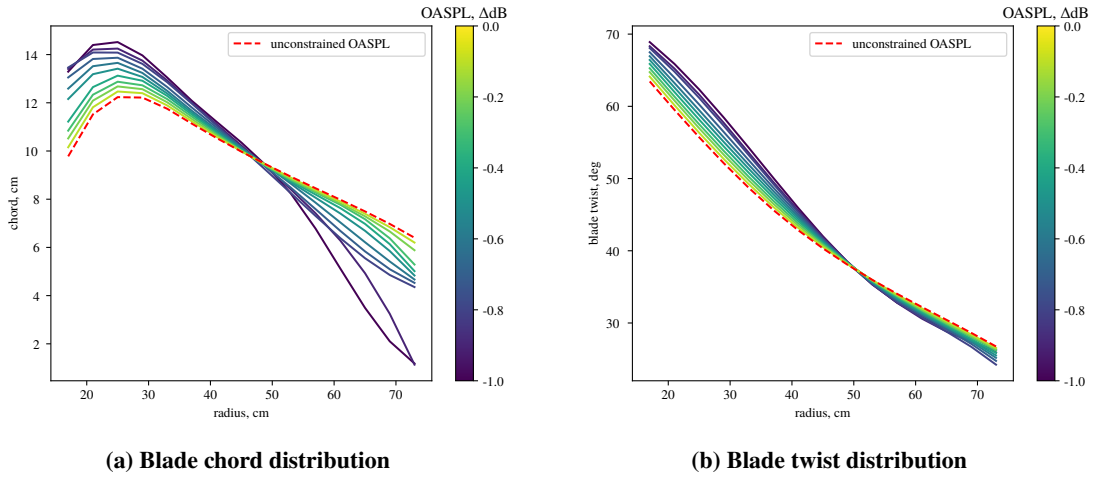 OASPL, ΔdB
unconstrained OASPL
14
12
10
8
6
4
2
chord, cm
20 30 40 50 60 70
radius, cm
0.0
-0.2
-0.4
-0.6
-0.8
-1.0
(a) Blade chord distribution
OASPL, ΔdB
unconstrained OASPL
70
60
50
40
30
blade twist, deg
20 30 40 50 60 70
radius, cm
0.0
-0.2
-0.4
-0.6
-0.8
-1.0
(b) Blade twist distribution